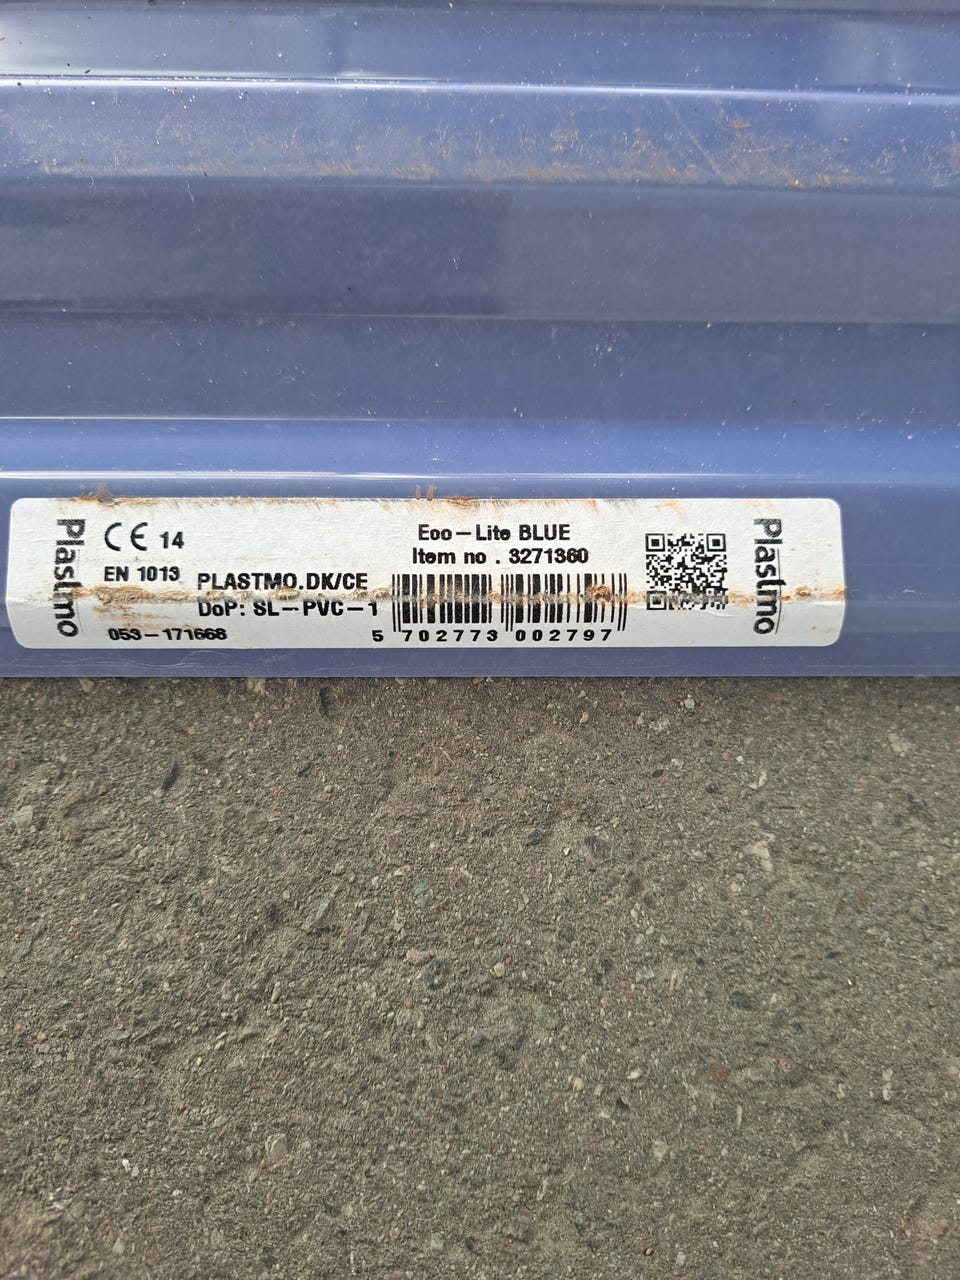 Plastmo
CE 14
EN 1013
PLASTMO.DK/CE
DoP: SL-PVC-1
053-171668
Eco-Lite BLUE
Item no . 3271360
5 702773 002797
Plastmo